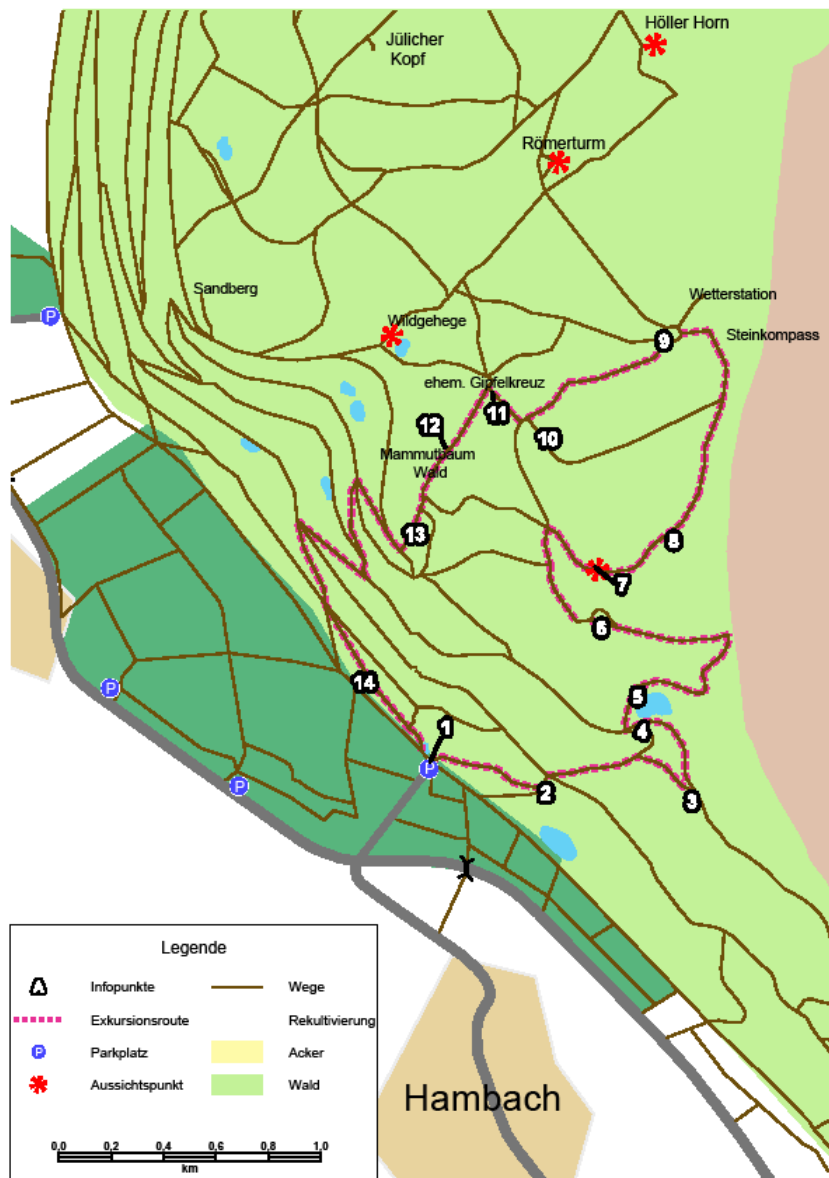 Höller Horn
Jülicher
Kopf
Römerturm
Sandberg
Wetterstation
P
Wildgehege
Steinkompass
9
ehem. Gipfelkreuz
11
12
10
Mammutbaum
Wald
13
8
7
6
14
P
5
1
4
P
P
2
3
Legende
Infopunkte
Wege
Exkursionsroute
Rekultivierung
P
Parkplatz
Acker
Aussichtspunkt
Wald
Hambach
0,0 0,2 0,4 0,6 0,8 1,0
km